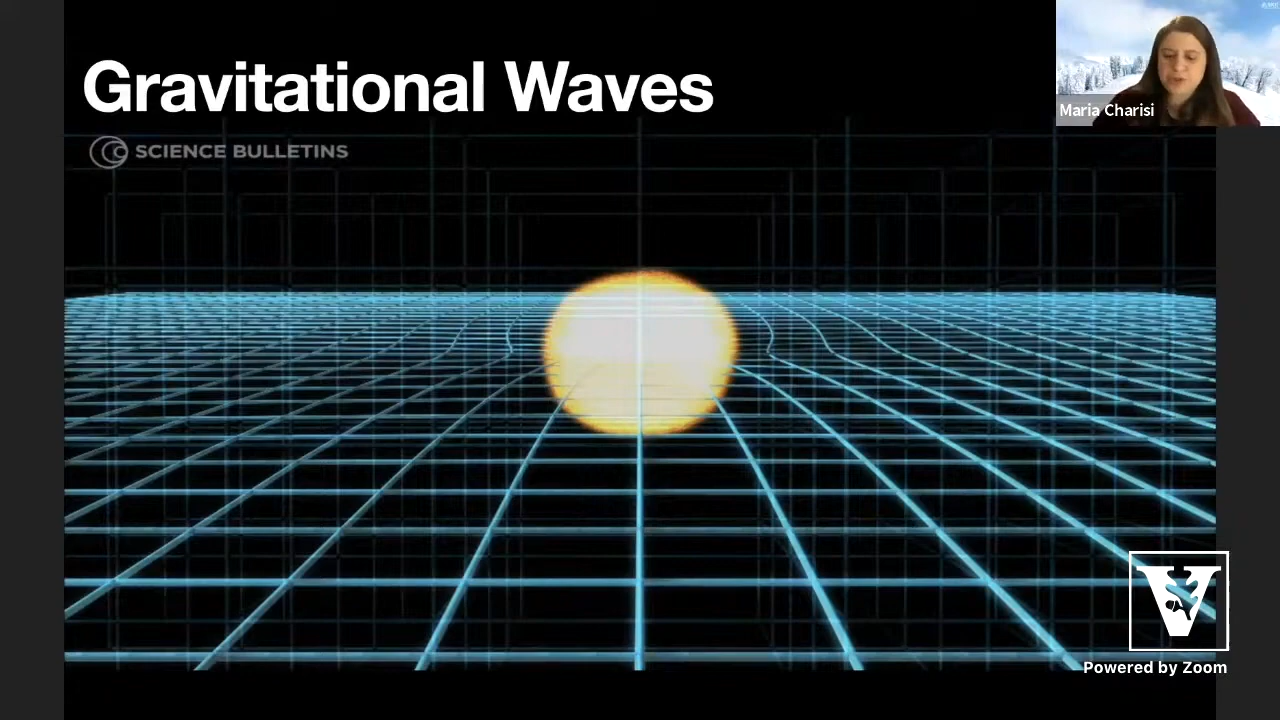 Gravitational Waves
SCIENCE BULLETINS
Maria Charisi
V
Powered by Zoom